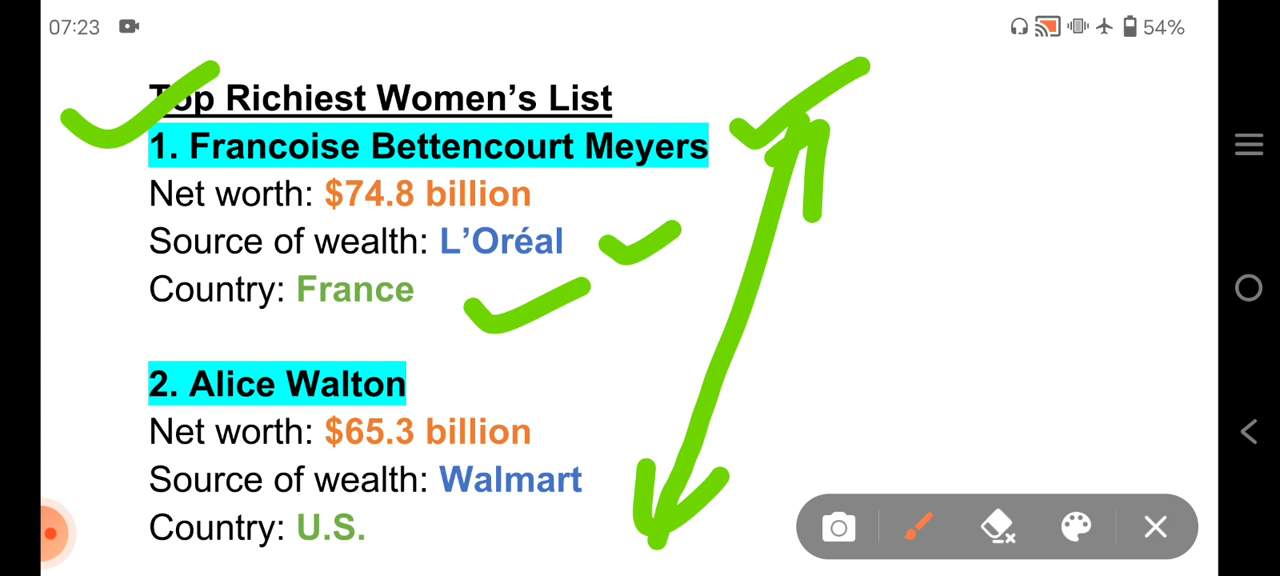 07:23
54%
Top Richiest Women’s List
1. Francoise Bettencourt Meyers
Net worth: $74.8 billion
Source of wealth: L’Oréal
Country: France
2. Alice Walton
Net worth: $65.3 billion
Source of wealth: Walmart
Country: U.S.